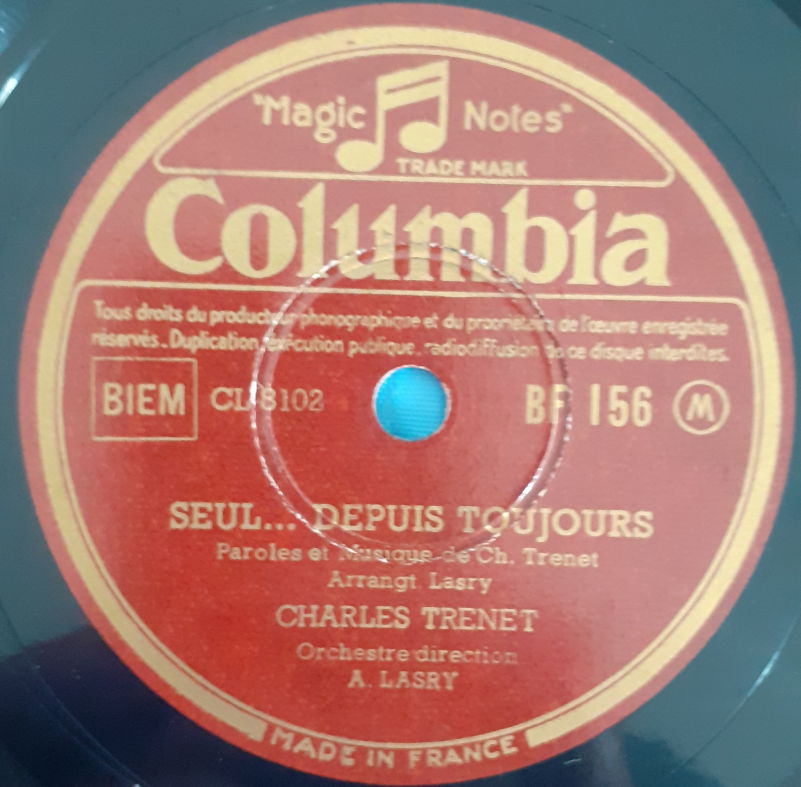 "Magic Notes"
TRADE MARK
Columbia
Tous droits du producteur phonographique et du propriétaire de l'œuvre enregistrée
réservés. Duplication, exécution publique, radiodiffusion de ce disque interdites.
BIEM CL 8102 BF 156 M
SEUL... DEPUIS TOUJOURS
Paroles et Musique de Ch. Trenet
Arrangt. Lasry
CHARLES TRENET
Orchestre direction
A. LASRY
MADE IN FRANCE